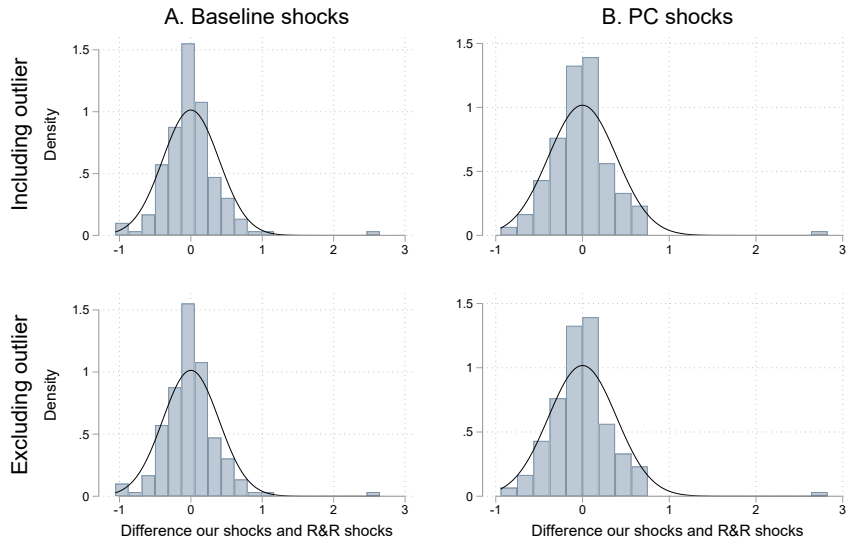 A. Baseline shocks
B. PC shocks
Including outlier
Density
1.5
1
.5
0
-1 0 1 2 3
1.5
1
.5
0
-1 0 1 2 3
Excluding outlier
Density
1.5
1
.5
0
-1 0 1 2 3
Difference our shocks and R&R shocks
1.5
1
.5
0
-1 0 1 2 3
Difference our shocks and R&R shocks